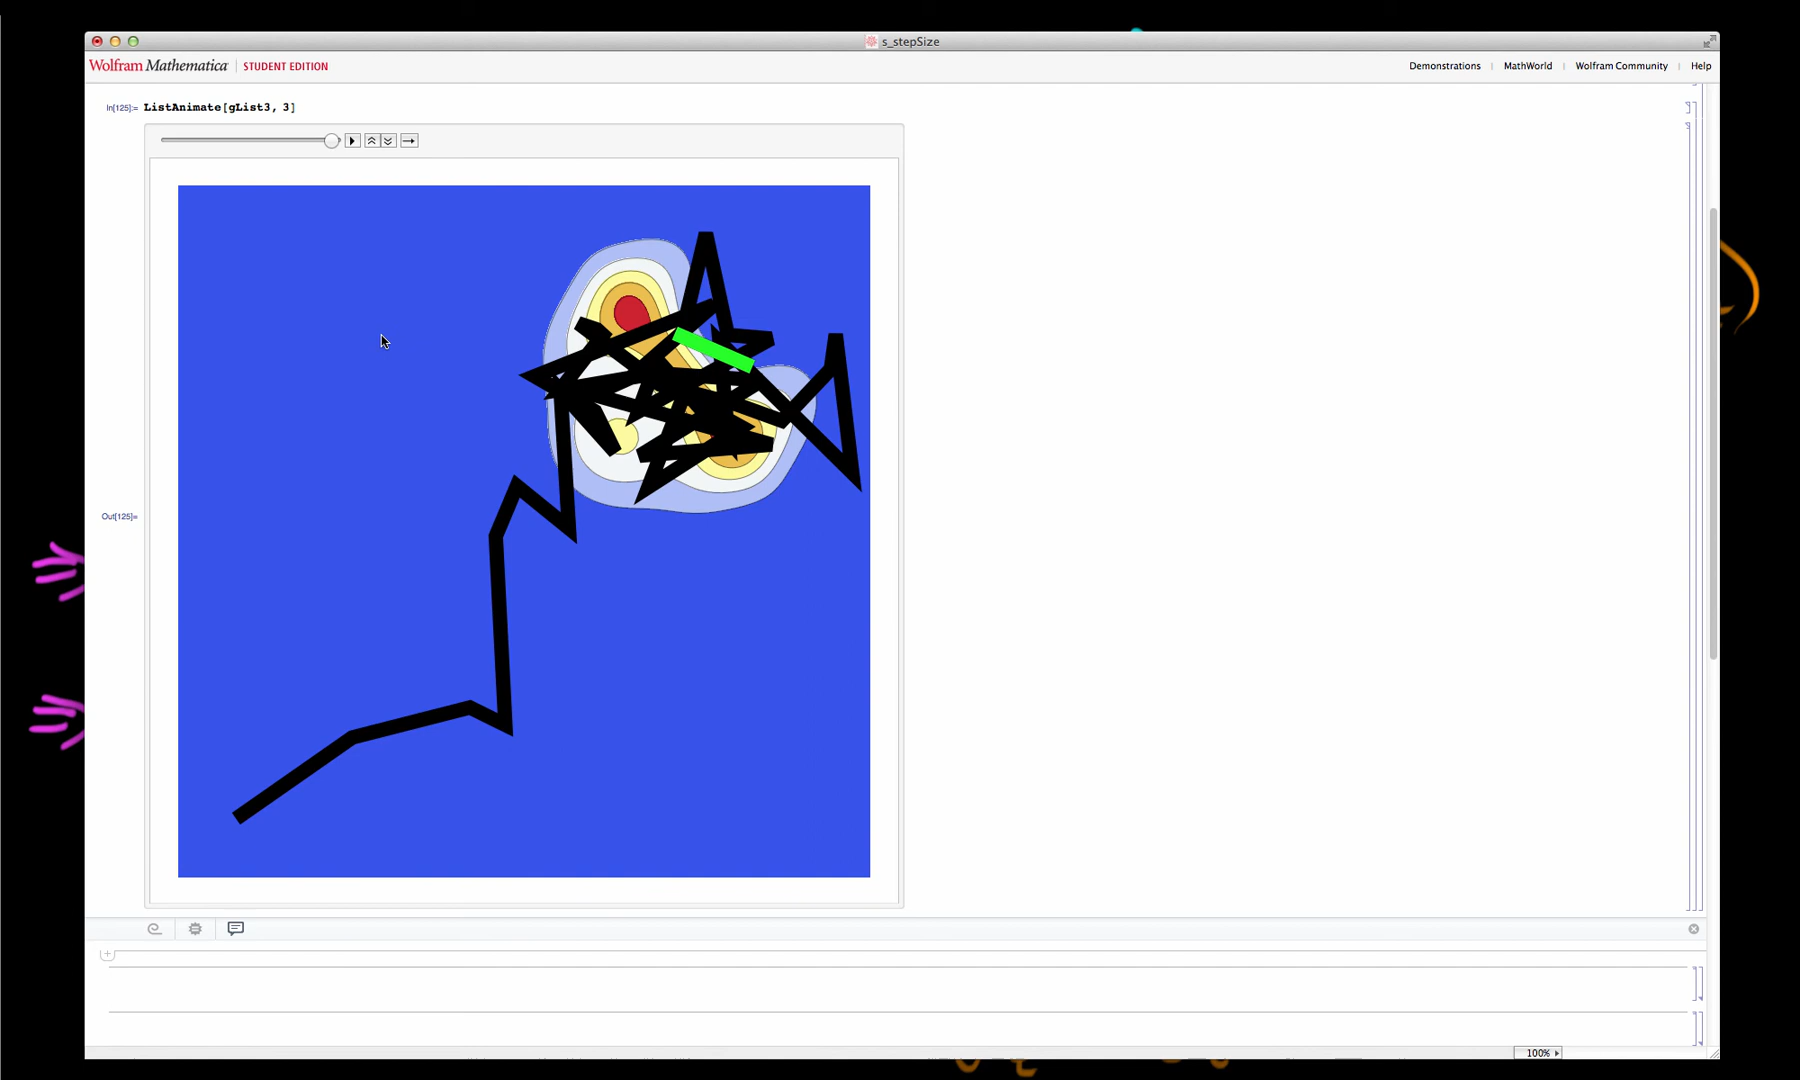 s_stepSize
Wolfram Mathematica | STUDENT EDITION
Demonstrations | MathWorld | Wolfram Community | Help
In[125]:= ListAnimate[gList3, 3]
Out[125]=
100%